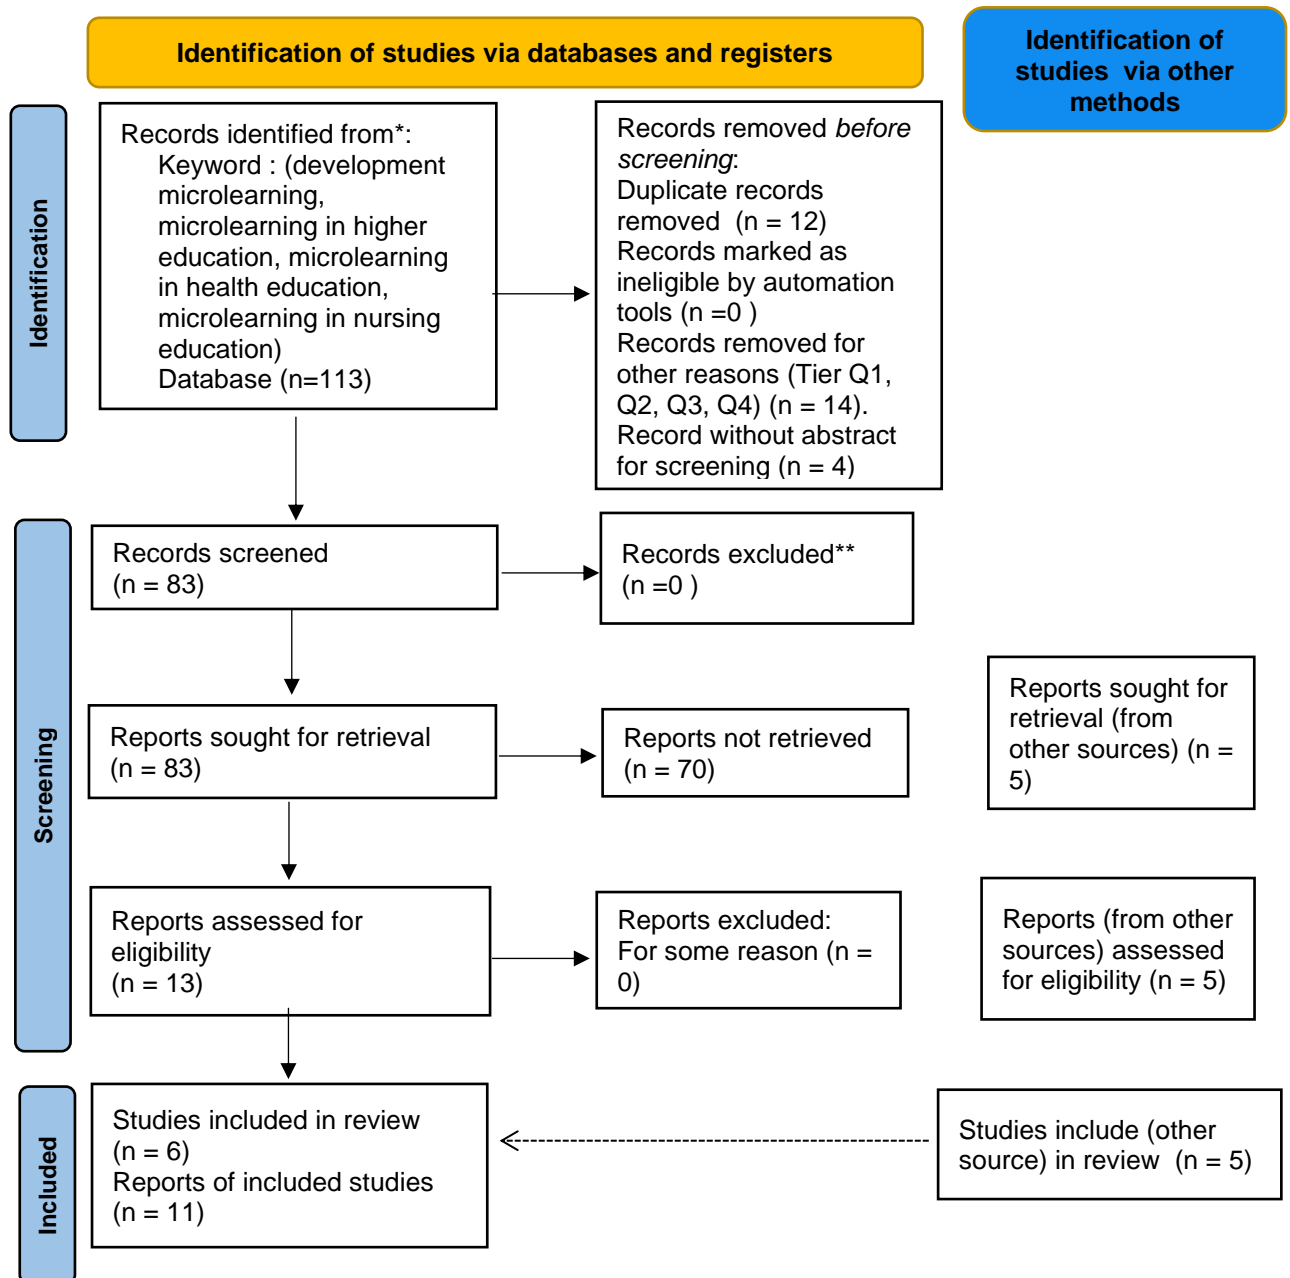 Identification of studies via databases and registers
Identification of
studies  via other
methods
Identification
Records identified from*:
Keyword : (development
microlearning,
microlearning in higher
education, microlearning
in health education,
microlearning in nursing
education)
Database (n=113)
Records removed before
screening:
Duplicate records
removed  (n = 12)
Records marked as
ineligible by automation
tools (n =0 )
Records removed for
other reasons (Tier Q1,
Q2, Q3, Q4) (n = 14).
Record without abstract
for screening (n = 4)
Screening
Records screened
(n = 83)
Records excluded**
(n =0 )
Reports sought for retrieval
(n = 83)
Reports not retrieved
(n = 70)
Reports sought for
retrieval (from
other sources) (n =
5)
Reports assessed for
eligibility
(n = 13)
Reports excluded:
For some reason (n =
0)
Reports (from other
sources) assessed
for eligibility (n = 5)
Included
Studies included in review
(n = 6)
Reports of included studies
(n = 11)
Studies include (other
source) in review  (n = 5)